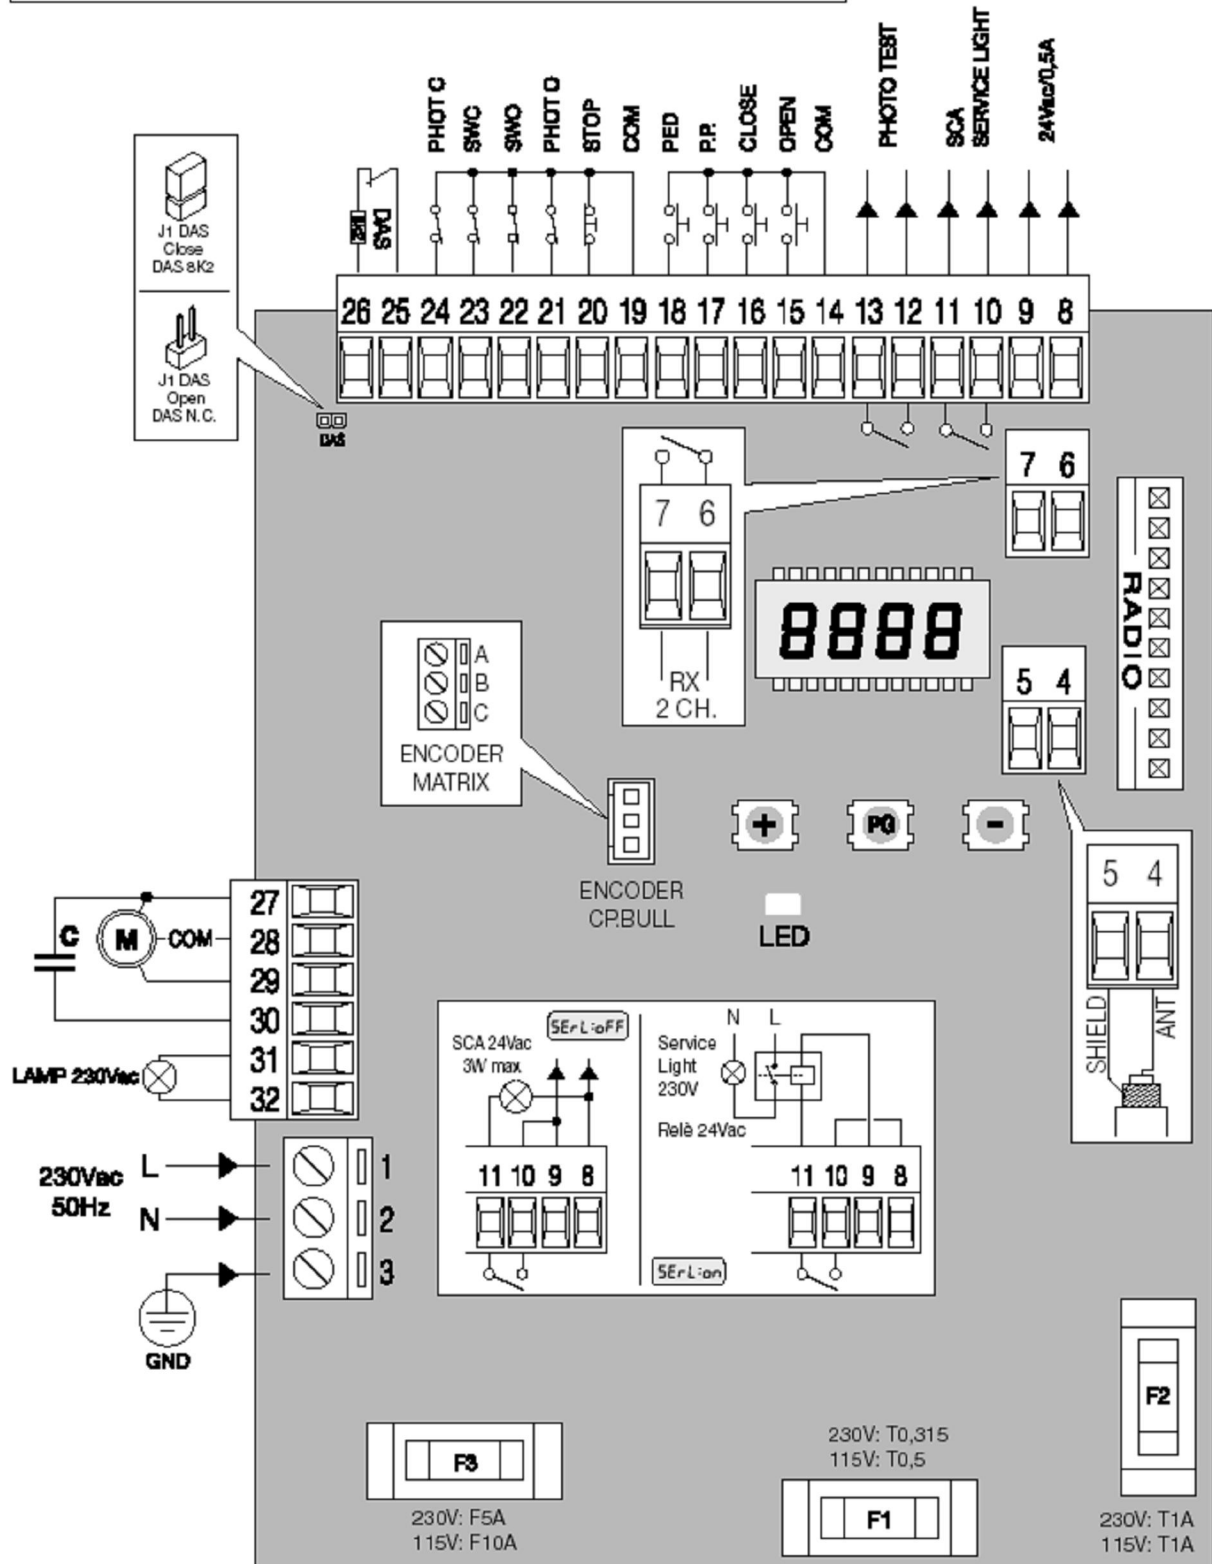 PHOT C
SWC
SWO
PHOT O
STOP
COM
PED
P.P.
CLOSE
OPEN
COM
PHOTO TEST
SCA
SERVICE LIGHT
24Vac/0,5A
8K2
DAS
J1 DAS
Close
DAS 8K2
J1 DAS
Open
DAS N.C.
26 25 24 23 22 21 20 19 18 17 16 15 14 13 12 11 10 9 8
DAS
7 6
7 6
RX
2 CH.
8888
RADIO
5 4
A
B
C
ENCODER
MATRIX
+
PG
-
ENCODER
CP.BULL
LED
5 4
SHIELD
ANT
27
28
29
30
31
32
C
M
COM
LAMP 230Vac
SCA 24Vac
3W max
SErL:oFF
11 10 9 8
N L
Service
Light
230V
Relè 24Vac
11 10 9 8
SErL:on
230Vac
50Hz
L
N
1
2
3
GND
F3
230V: F5A
115V: F10A
230V: T0,315
115V: T0,5
F1
F2
230V: T1A
115V: T1A